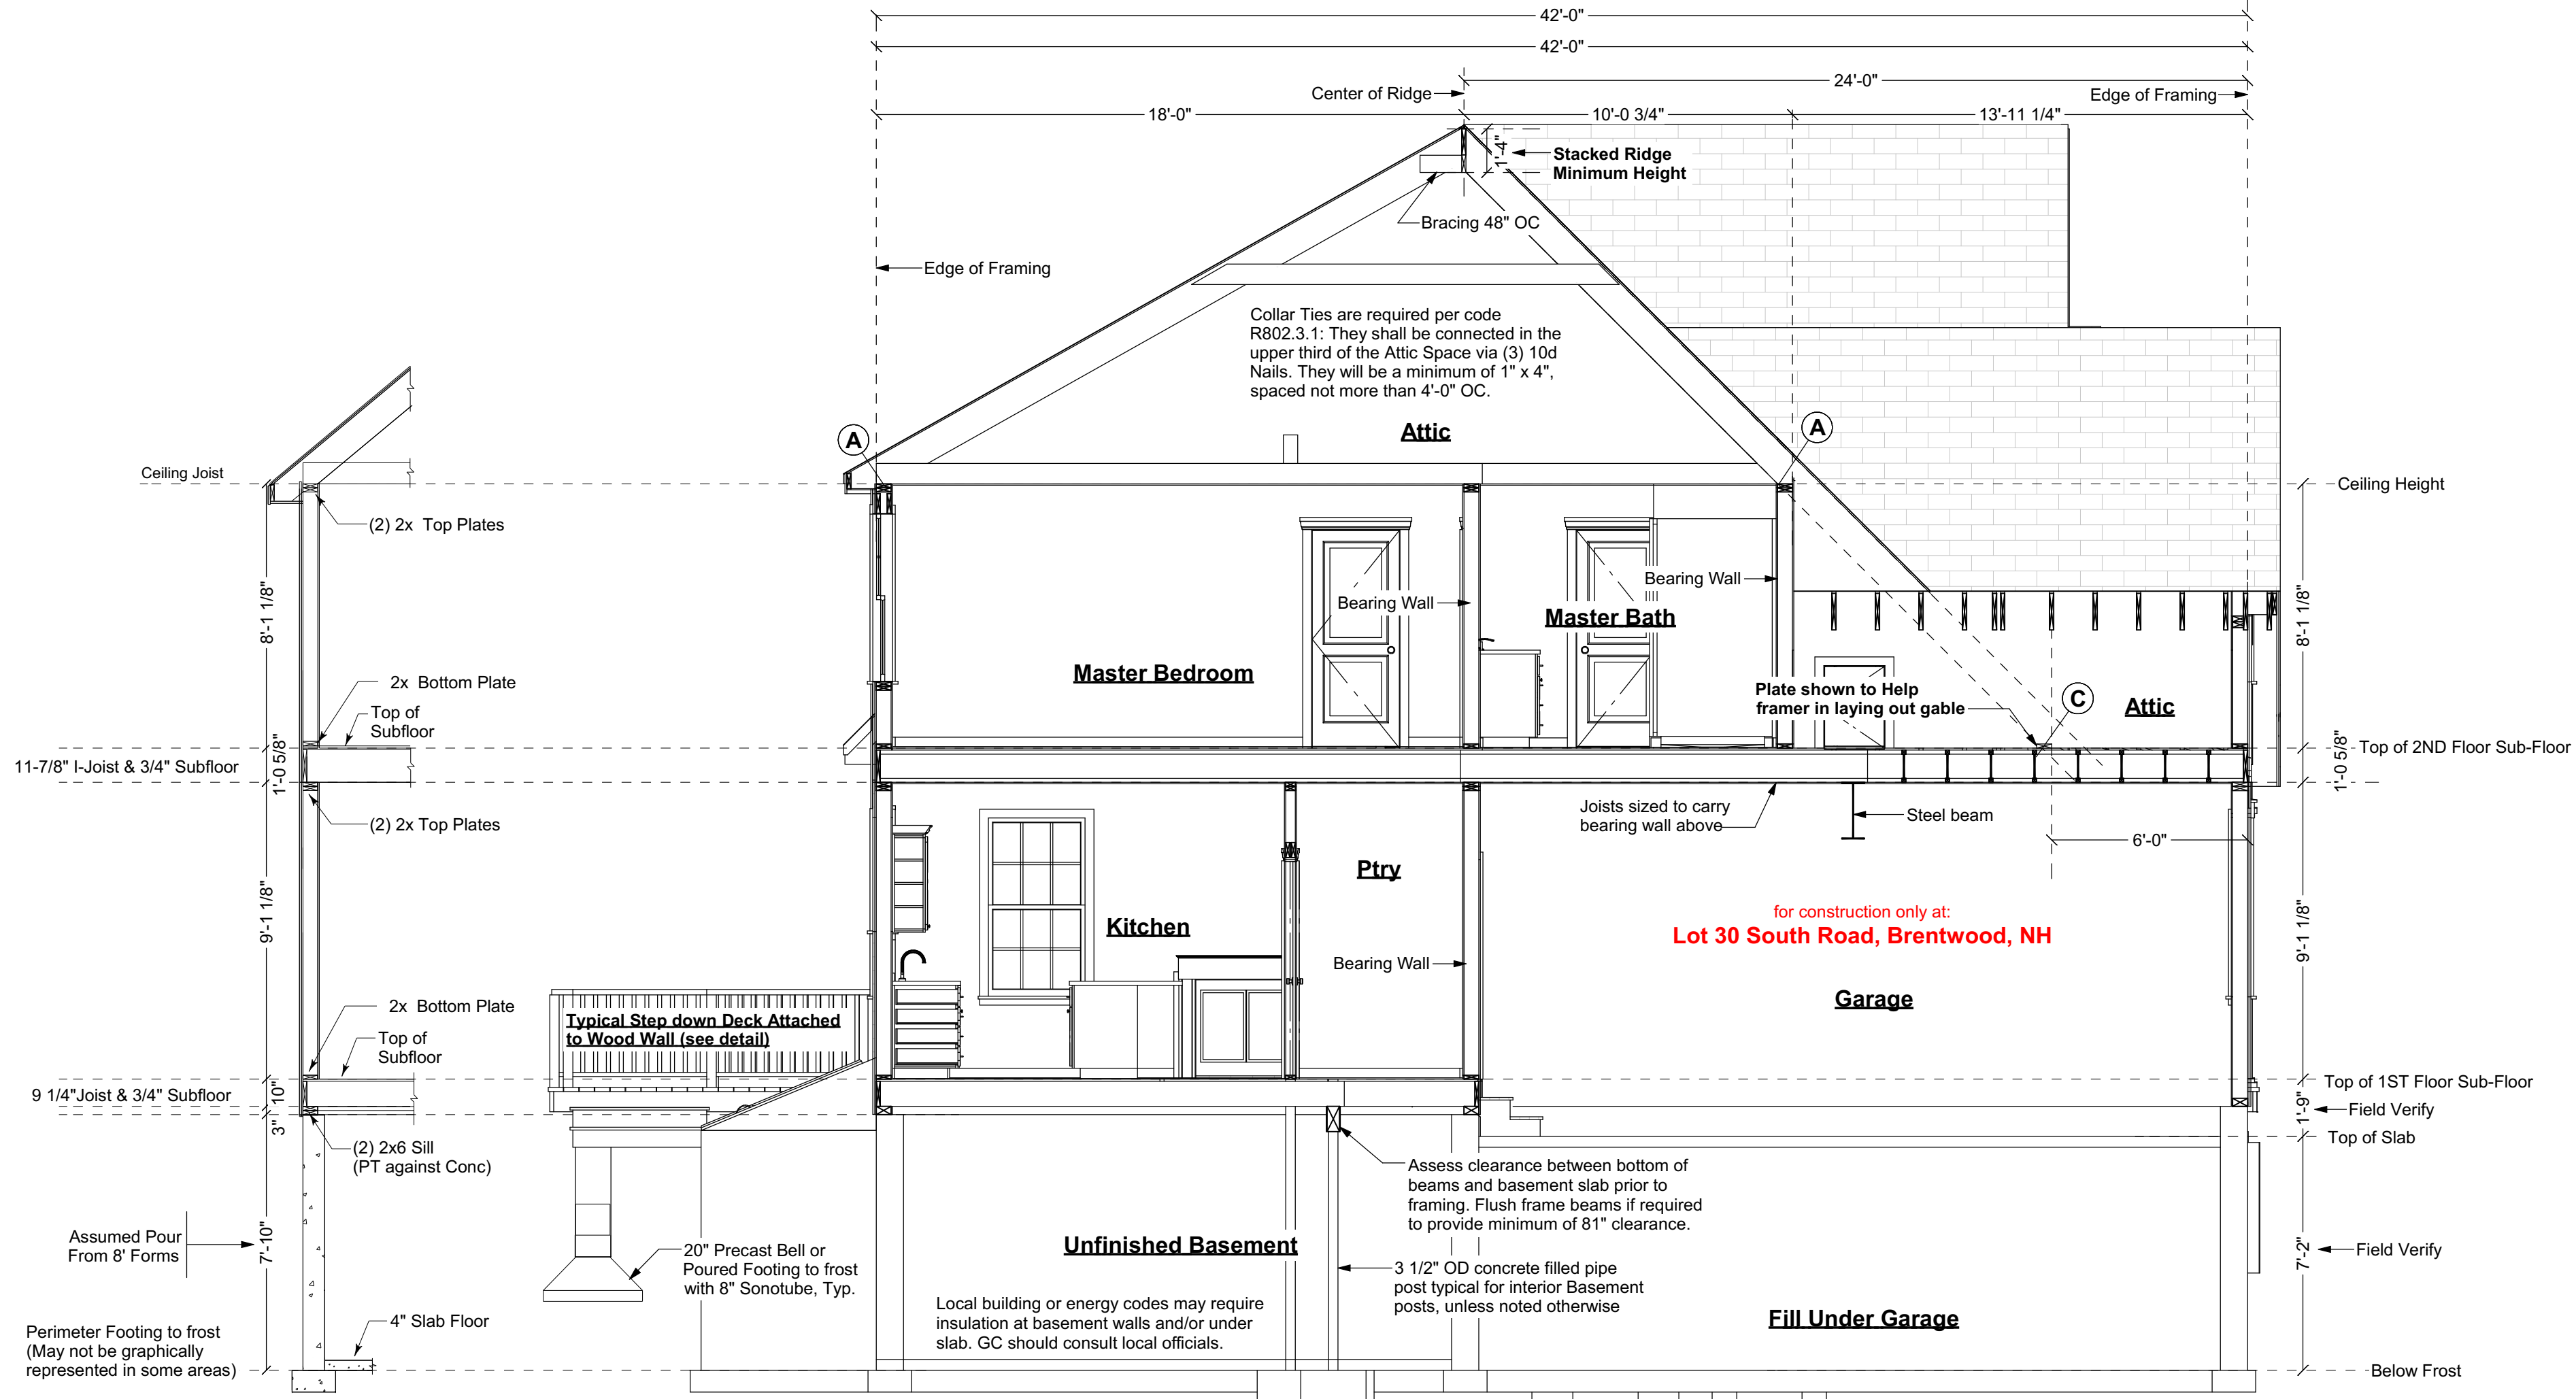 42'-0"
42'-0"
24'-0"
Center of Ridge
Edge of Framing
18'-0"
10'-0 3/4"
13'-11 1/4"
1'-4"
Stacked Ridge
Minimum Height
Bracing 48" OC
Edge of Framing
Collar Ties are required per code
R802.3.1: They shall be connected in the
upper third of the Attic Space via (3) 10d
Nails. They will be a minimum of 1" x 4",
spaced not more than 4'-0" OC.
Attic
A
A
Ceiling Joist
Ceiling Height
(2) 2x Top Plates
8'-1 1/8"
Bearing Wall
Bearing Wall
Master Bath
8'-1 1/8"
Master Bedroom
2x Bottom Plate
Top of
Subfloor
Plate shown to Help
framer in laying out gable
C
Attic
11-7/8" I-Joist & 3/4" Subfloor
1'-0 5/8"
Top of 2ND Floor Sub-Floor
1'-0 5/8"
(2) 2x Top Plates
Joists sized to carry
bearing wall above
Steel beam
6'-0"
Ptry
9'-1 1/8"
Kitchen
for construction only at:
Lot 30 South Road, Brentwood, NH
9'-1 1/8"
Bearing Wall
Garage
2x Bottom Plate
Top of
Subfloor
Typical Step down Deck Attached
to Wood Wall (see detail)
9 1/4"Joist & 3/4" Subfloor
10"
3"
Top of 1ST Floor Sub-Floor
1'-9"
Field Verify
Top of Slab
(2) 2x6 Sill
(PT against Conc)
Assess clearance between bottom of
beams and basement slab prior to
framing. Flush frame beams if required
to provide minimum of 81" clearance.
Assumed Pour
From 8' Forms
7'-10"
20" Precast Bell or
Poured Footing to frost
with 8" Sonotube, Typ.
Unfinished Basement
3 1/2" OD concrete filled pipe
post typical for interior Basement
posts, unless noted otherwise
7'-2"
Field Verify
Local building or energy codes may require
insulation at basement walls and/or under
slab. GC should consult local officials.
Fill Under Garage
4" Slab Floor
Perimeter Footing to frost
(May not be graphically
represented in some areas)
Below Frost